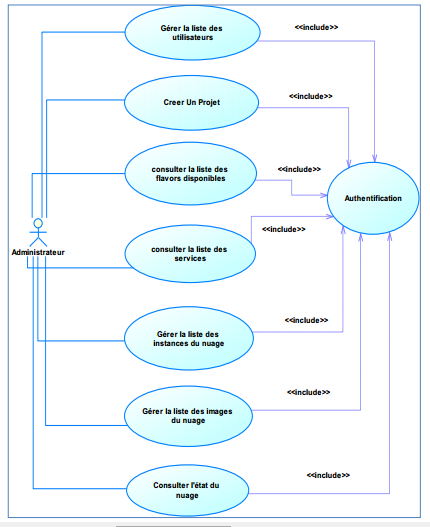 Gérer la liste des
utilisateurs
<<include>>
Creer Un Projet
<<include>>
consulter la liste des
flavors disponibles
<<include>>
Authentification
Administrateur
consulter la liste des
services
<<include>>
Gérer la liste des
instances du nuage
<<include>>
Gérer la liste des images
du nuage
<<include>>
Consulter l'état du
nuage
<<include>>